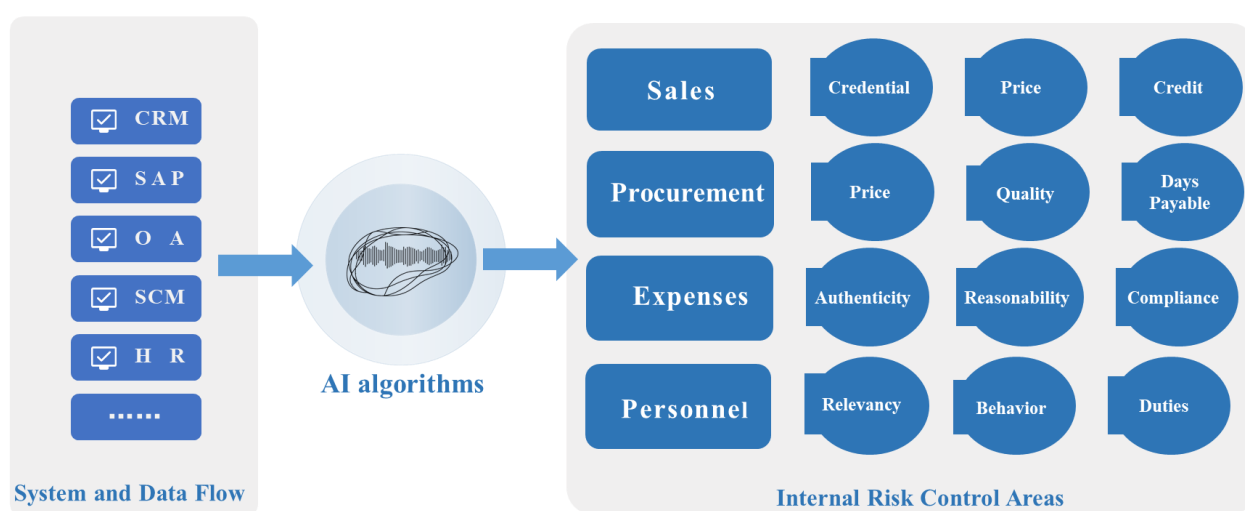 CRM
SAP
O A
SCM
H R
······
System and Data Flow
AI algorithms
Sales
Credential
Price
Credit
Procurement
Price
Quality
Days
Payable
Expenses
Authenticity
Reasonability
Compliance
Personnel
Relevancy
Behavior
Duties
Internal Risk Control Areas